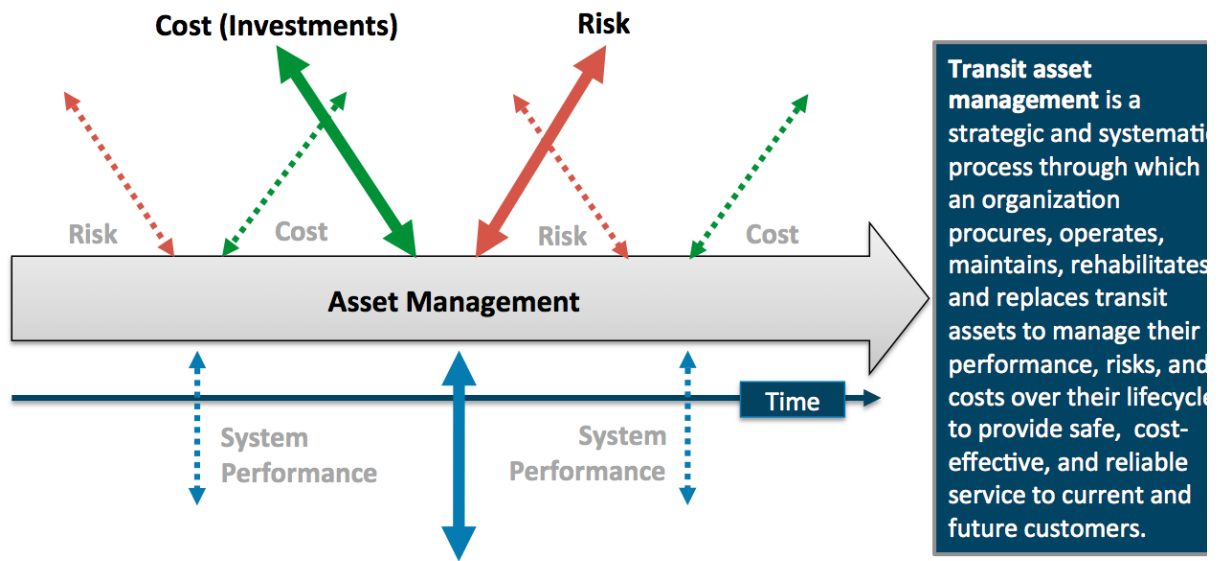 Cost (Investments)
Risk
Risk
Cost
Risk
Cost
Asset Management
Time
System
Performance
System
Performance
Transit asset
management is a
strategic and systemati
process through which
an organization
procures, operates,
maintains, rehabilitates
and replaces transit
assets to manage their
performance, risks, and
costs over their lifecycle
to provide safe, cost-
effective, and reliable
service to current and
future customers.